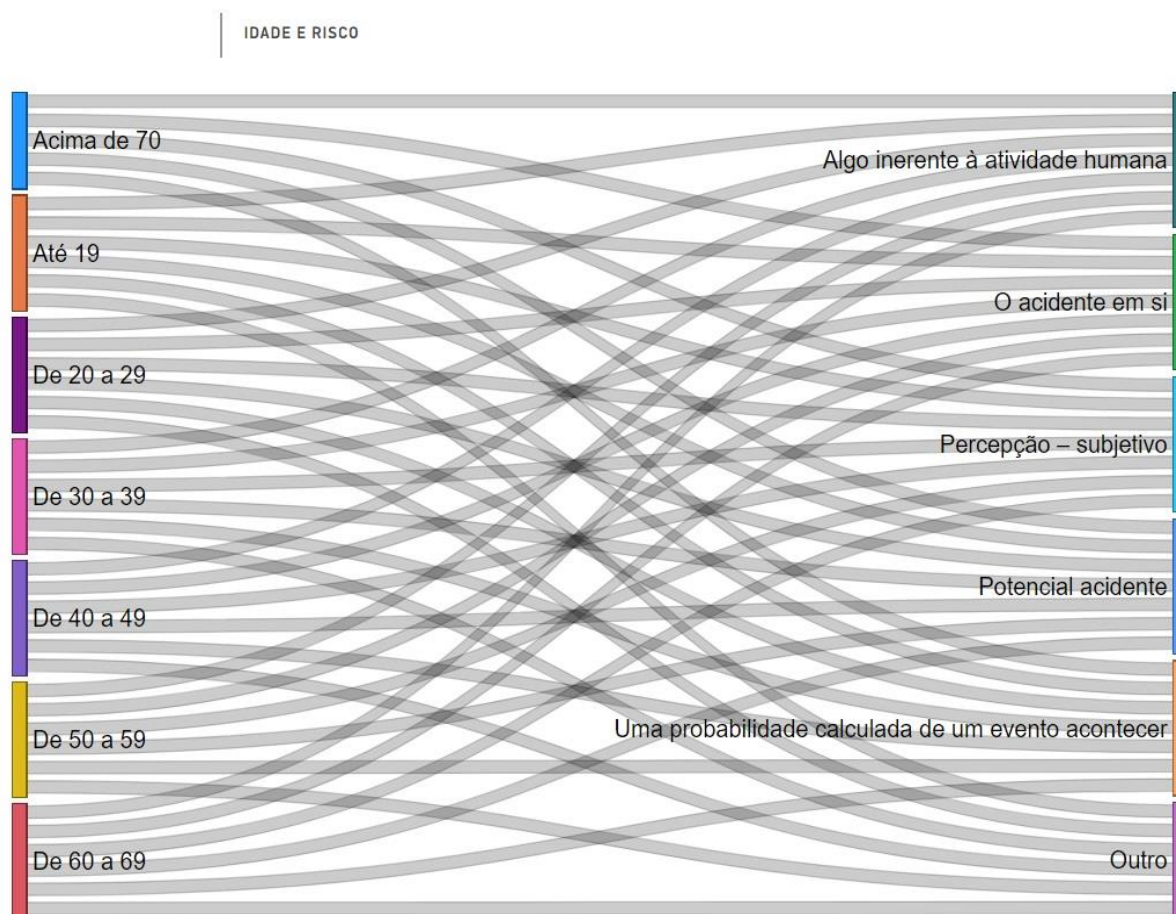 IDADE E RISCO
Acima de 70
Até 19
De 20 a 29
De 30 a 39
De 40 a 49
De 50 a 59
De 60 a 69
Algo inerente à atividade humana
O acidente em si
Percepção – subjetivo
Potencial acidente
Uma probabilidade calculada de um evento acontecer
Outro